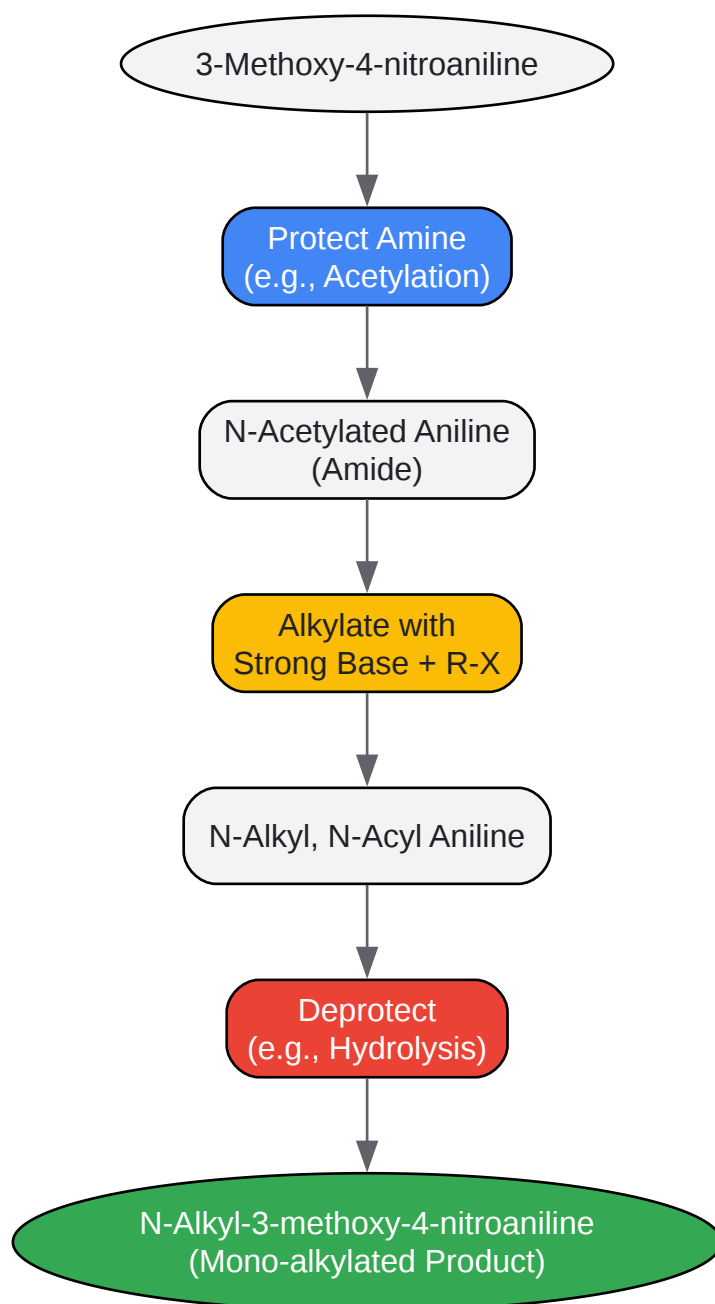 3-Methoxy-4-nitroaniline
Protect Amine
(e.g., Acetylation)
N-Acetylated Aniline
(Amide)
Alkylate with
Strong Base + R-X
N-Alkyl, N-Acyl Aniline
Deprotect
(e.g., Hydrolysis)
N-Alkyl-3-methoxy-4-nitroaniline
(Mono-alkylated Product)